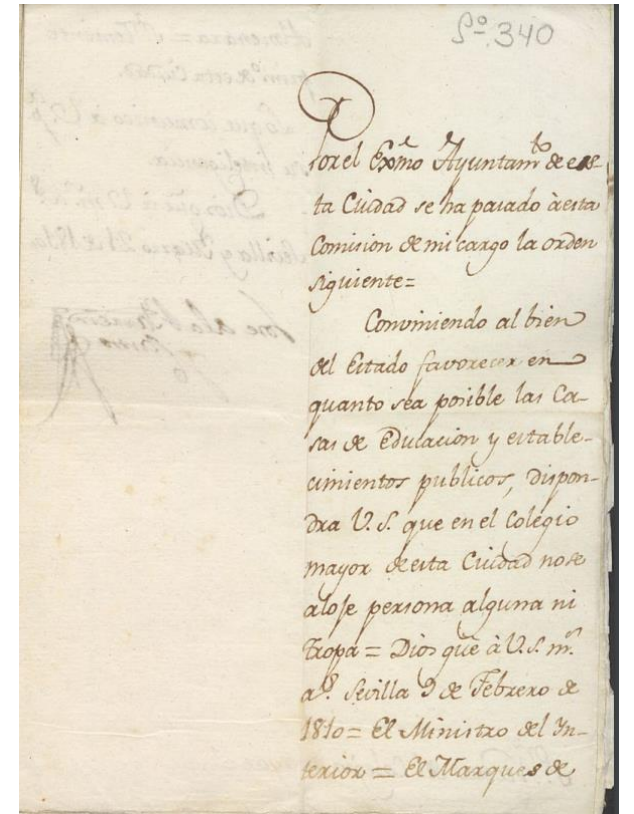 Sº. 340
Por el Exmo. Ayuntamto. de es-
ta Ciudad se ha pasado à esta
Comision de mi cargo la orden
siguiente=
Conviniendo al bien
del Estado favorecer en
quanto sea posible las Ca-
sas de Educacion y estable-
cimientos publicos, dispon-
dra V.S. que en el Colegio
mayor de esta Ciudad no se
aloje persona alguna ni
tropa = Dios gũe à V.S. ms.
as. Sevilla 9 de Febrero de
1810= El Ministro del In-
terior = El Marques de